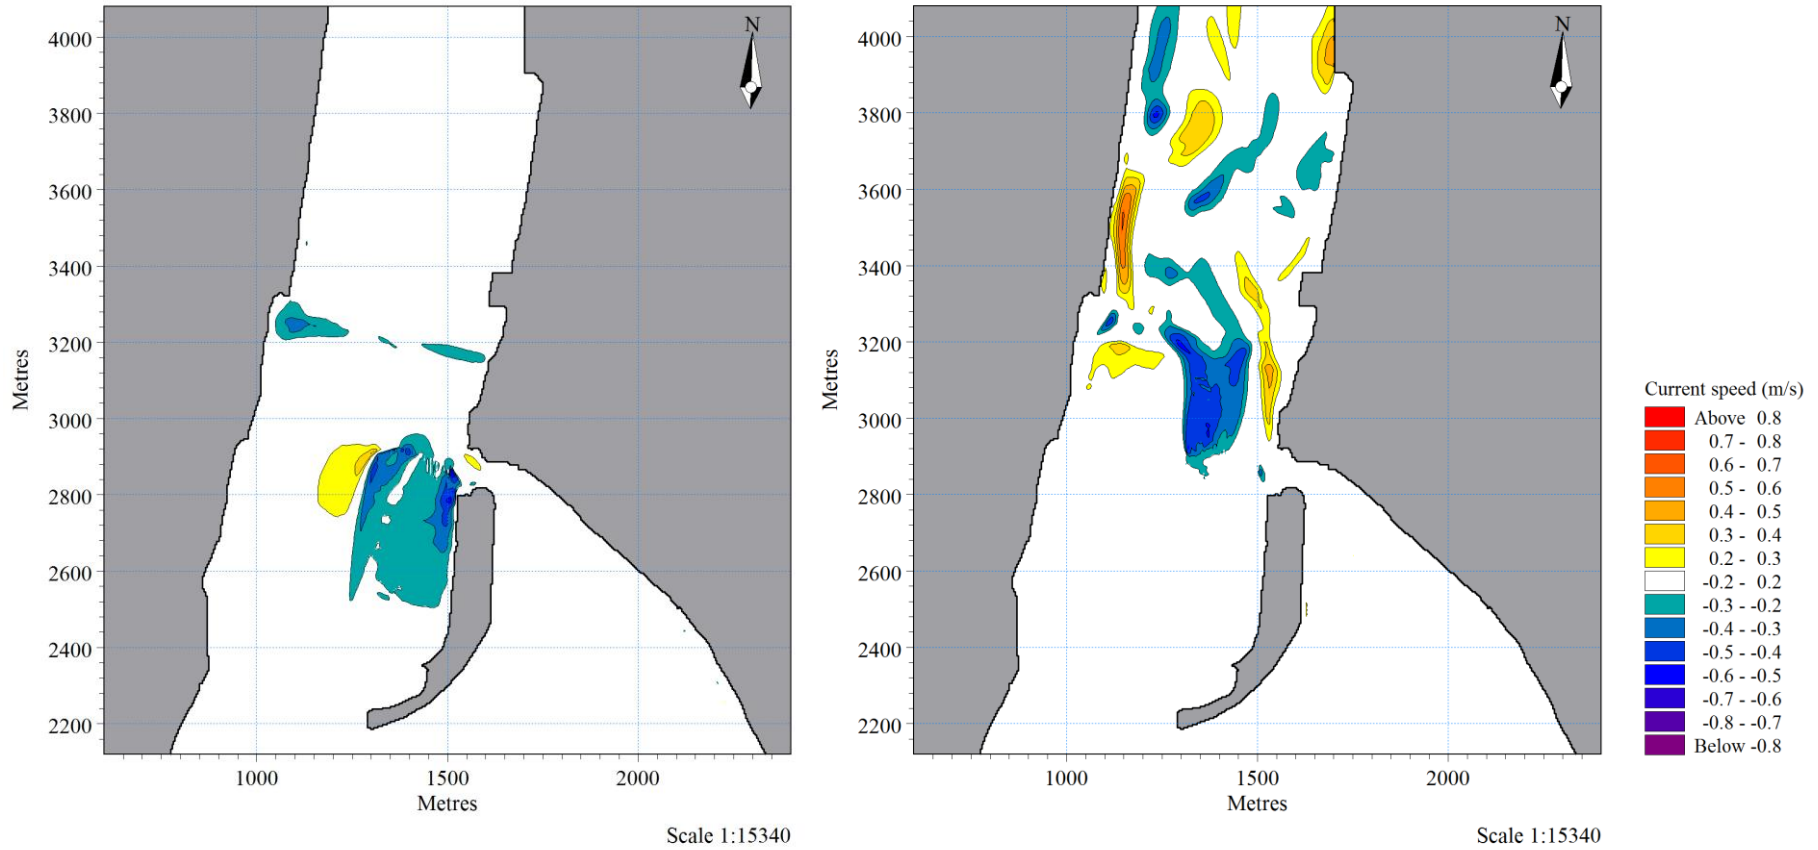 N
4000
3800
3600
3400
3200
3000
2800
2600
2400
2200
Metres
1000 1500 2000
Metres
Scale 1:15340
N
4000
3800
3600
3400
3200
3000
2800
2600
2400
2200
Metres
1000 1500 2000
Metres
Scale 1:15340
Current speed (m/s)
Above 0.8
0.7 - 0.8
0.6 - 0.7
0.5 - 0.6
0.4 - 0.5
0.3 - 0.4
0.2 - 0.3
-0.2 - 0.2
-0.3 - -0.2
-0.4 - -0.3
-0.5 - -0.4
-0.6 - -0.5
-0.7 - -0.6
-0.8 - -0.7
Below -0.8